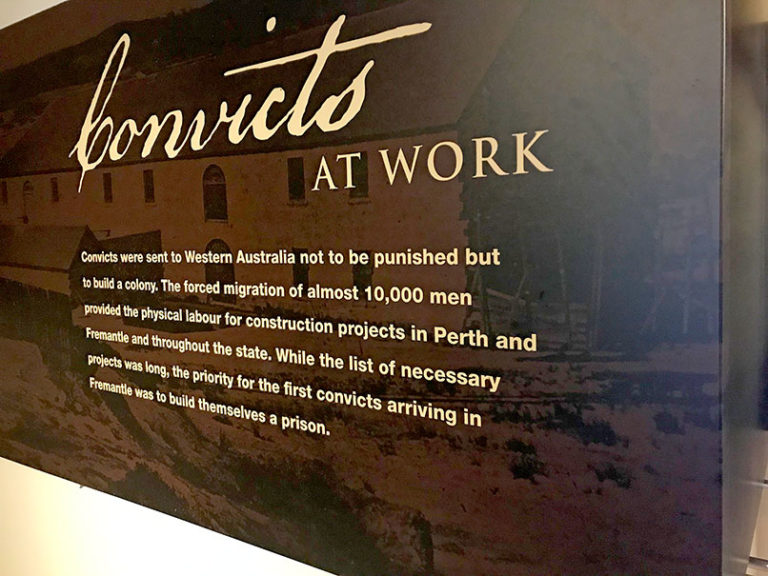 Convicts
AT WORK
Convicts were sent to Western Australia not to be punished but
to build a colony. The forced migration of almost 10,000 men
provided the physical labour for construction projects in Perth and
Fremantle and throughout the state. While the list of necessary
projects was long, the priority for the first convicts arriving in
Fremantle was to build themselves a prison.